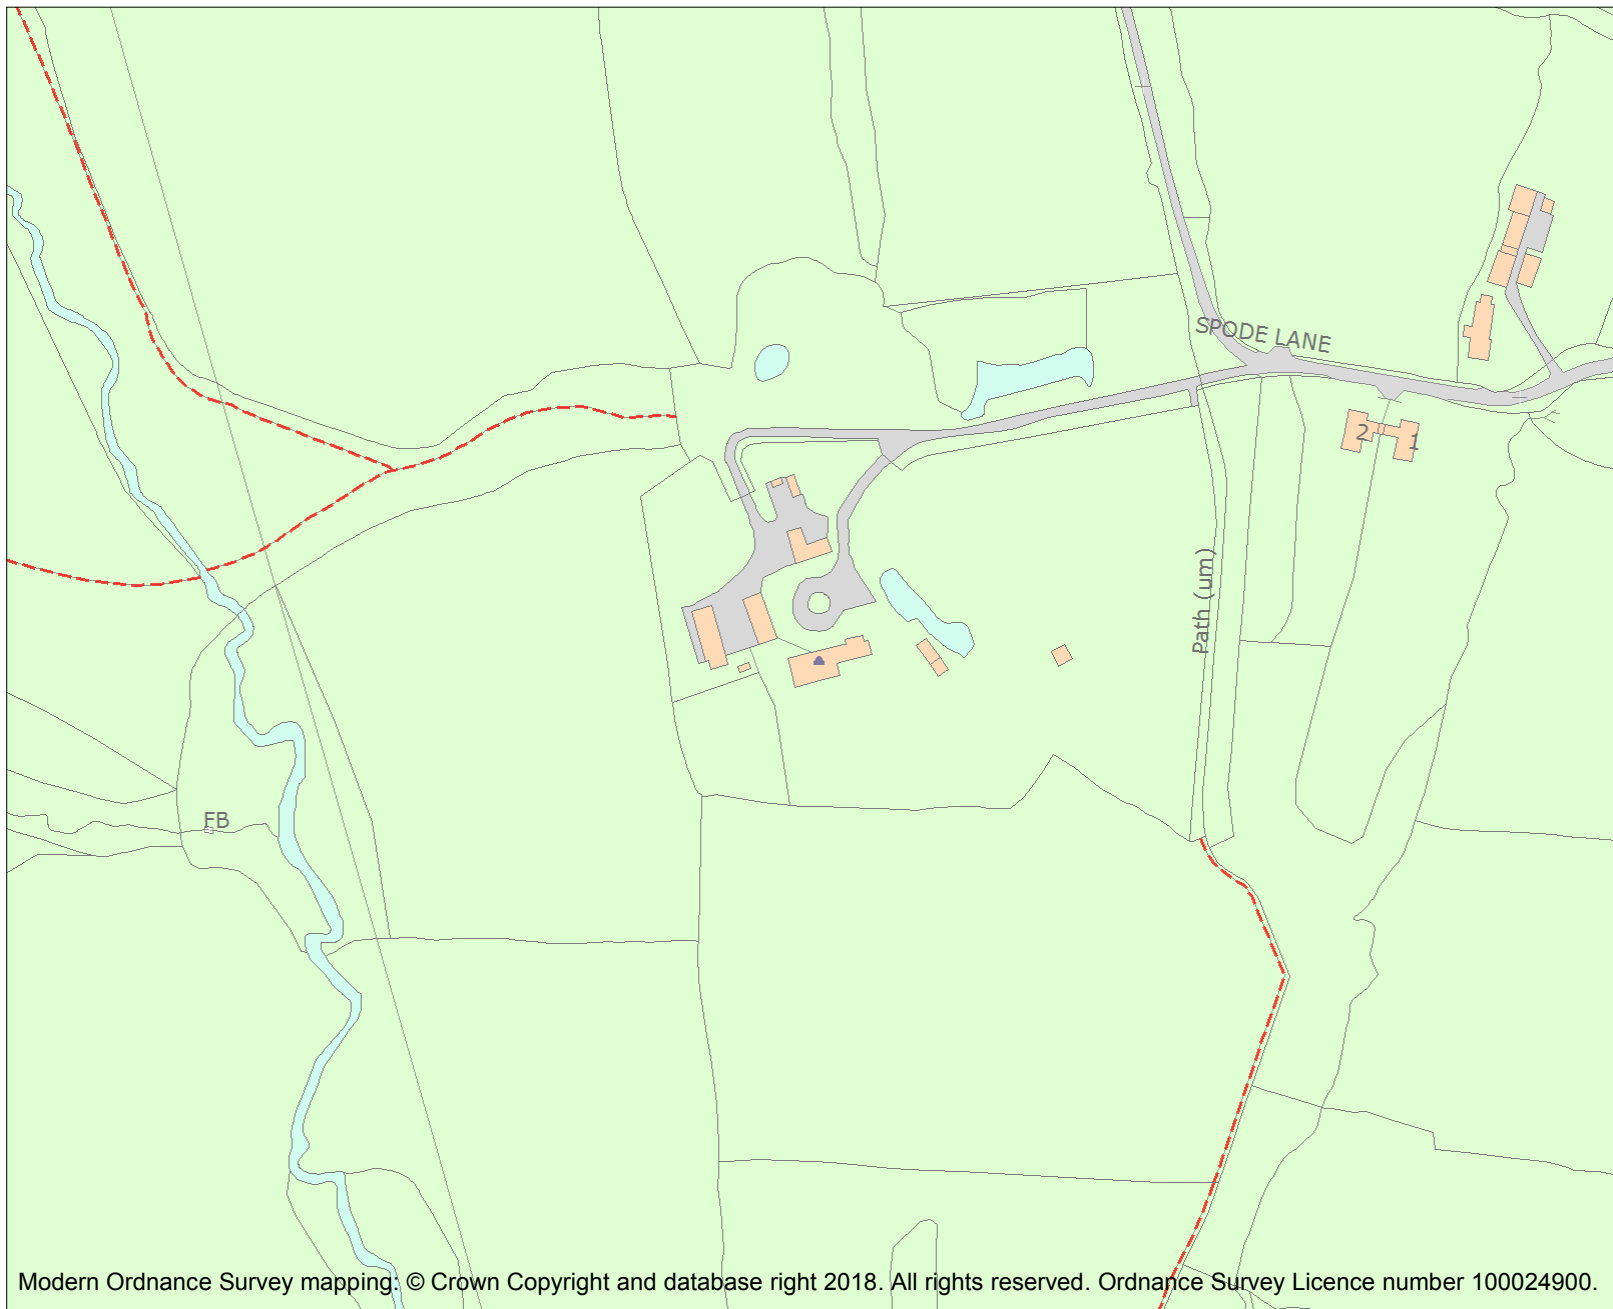 SPODE LANE
2
1
Path (um)
FB
Modern Ordnance Survey mapping: © Crown Copyright and database right 2018. All rights reserved. Ordnance Survey Licence number 100024900.